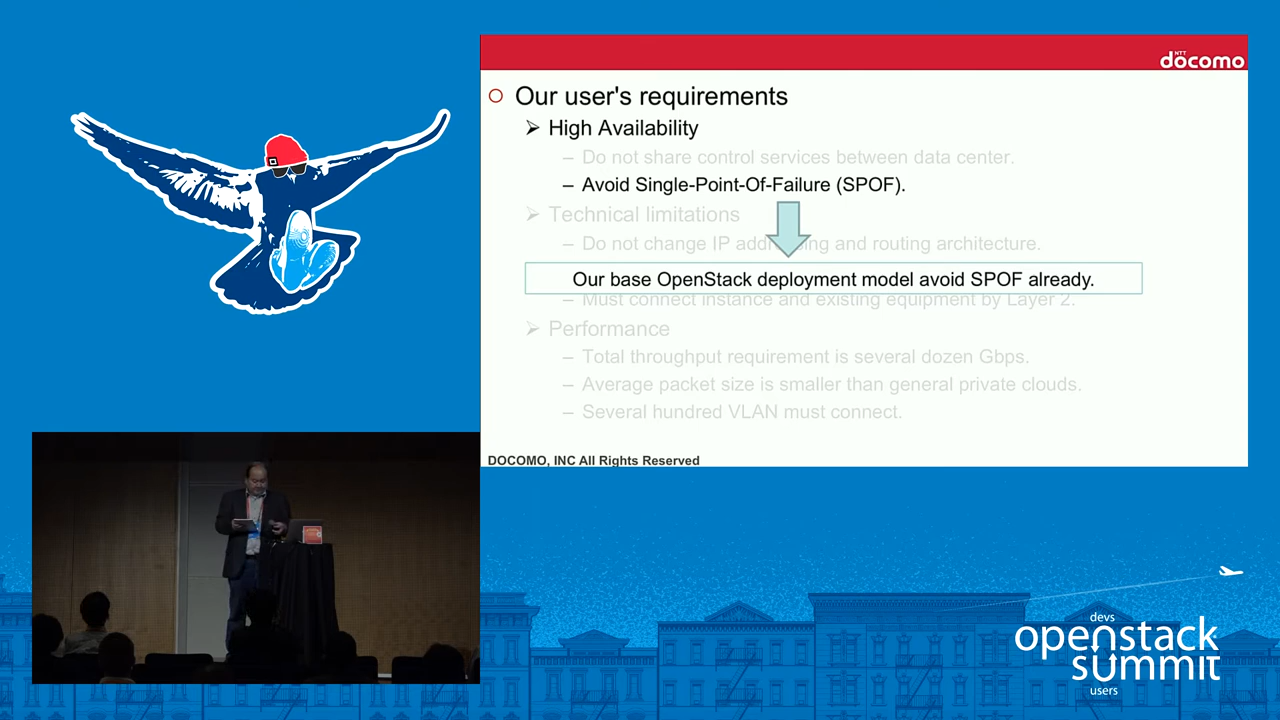 NTT
döcomo
Our user's requirements
High Availability
– Do not share control services between data center.
– Avoid Single-Point-Of-Failure (SPOF).
Technical limitations
– Do not change IP addressing and routing architecture.
Our base OpenStack deployment model avoid SPOF already.
– Must connect instance and existing equipment by Layer 2.
Performance
– Total throughput requirement is several dozen Gbps.
– Average packet size is smaller than general private clouds.
– Several hundred VLAN must connect.
DOCOMO, INC All Rights Reserved
devs
openstack
summit
users